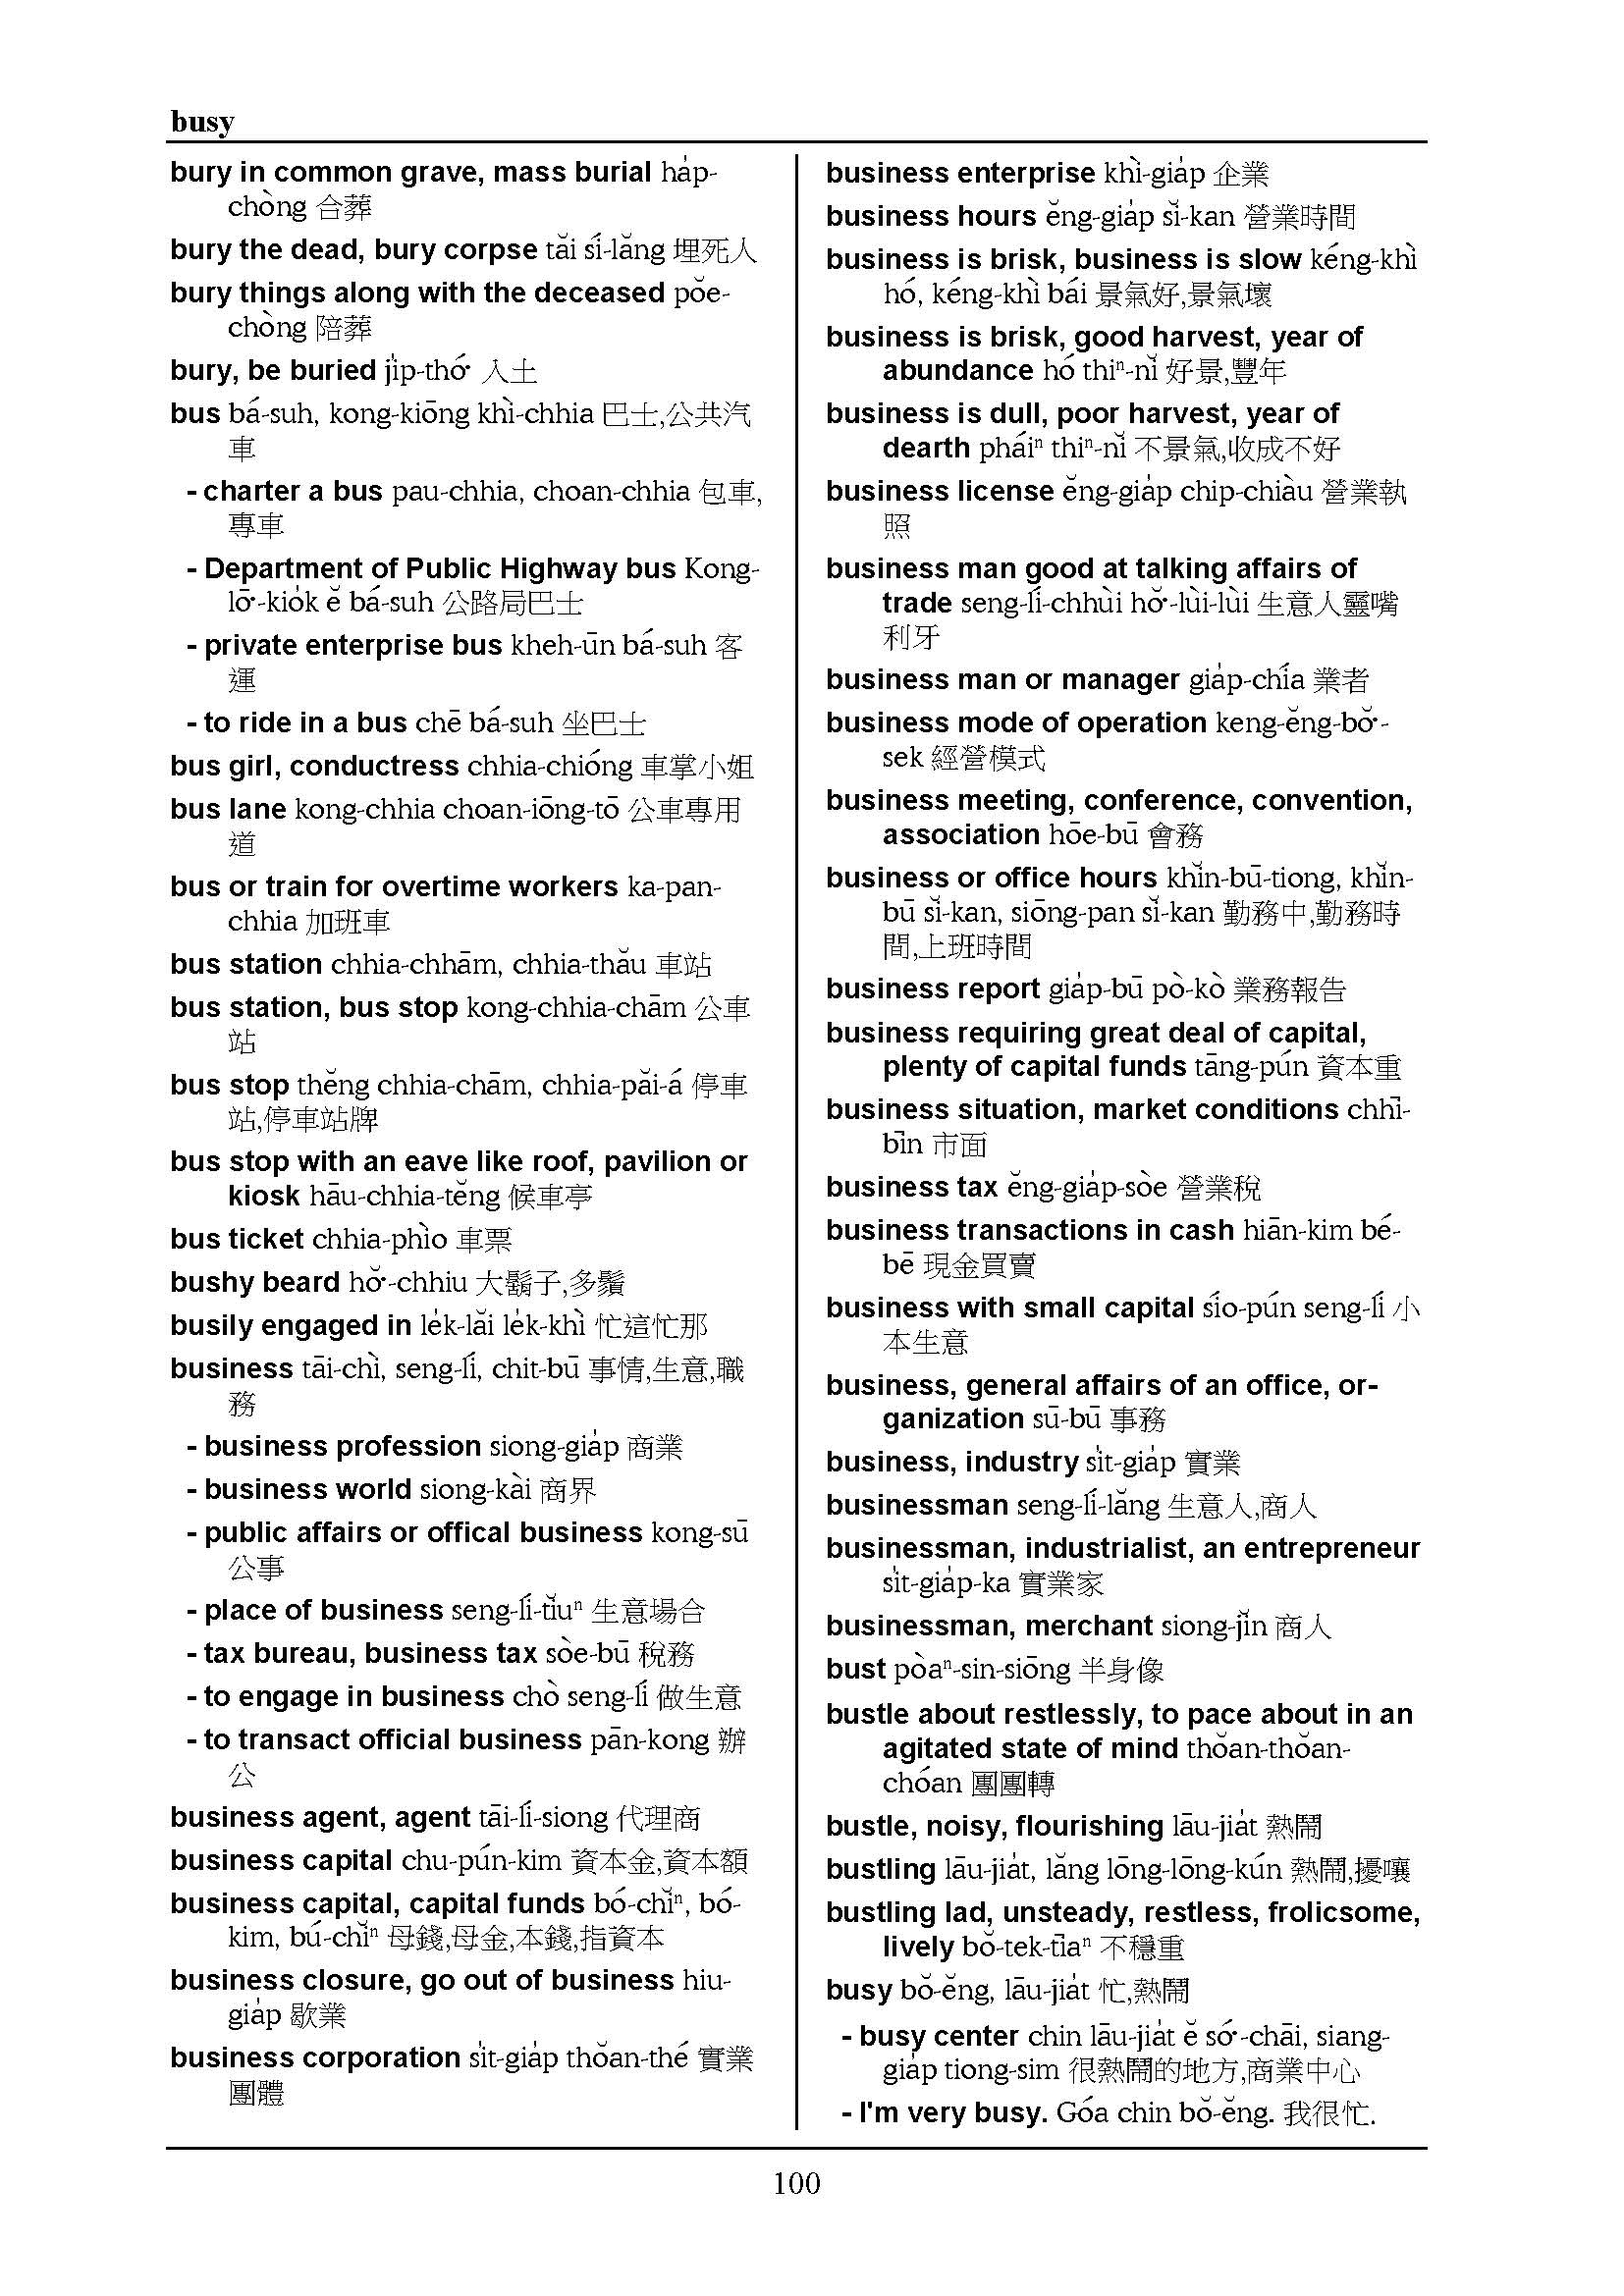 busy
bury in common grave, mass burial ha̍p-
chòng 合葬
bury the dead, bury corpse tăi sí-lăng 埋死人
bury things along with the deceased pŏe-
chòng 陪葬
bury, be buried ji̍p-thó͘ 入土
bus bá-suh, kong-kiōng khì-chhia 巴士,公共汽
車
- charter a bus pau-chhia, choan-chhia 包車,
專車
- Department of Public Highway bus Kong-
lō͘-kio̍k ĕ bá-suh 公路局巴士
- private enterprise bus kheh-ūn bá-suh 客
運
- to ride in a bus chē bá-suh 坐巴士
bus girl, conductress chhia-chióng 車掌小姐
bus lane kong-chhia choan-iōng-tō 公車專用
道
bus or train for overtime workers ka-pan-
chhia 加班車
bus station chhia-chhām, chhia-thău 車站
bus station, bus stop kong-chhia-chām 公車
站
bus stop thĕng chhia-chām, chhia-păi-á 停車
站,停車站牌
bus stop with an eave like roof, pavilion or
kiosk hāu-chhia-tĕng 候車亭
bus ticket chhia-phìo 車票
bushy beard hŏ͘-chhiu 大鬍子,多鬚
busily engaged in le̍k-lăi le̍k-khì 忙這忙那
business tāi-chì, seng-lí, chit-bū 事情,生意,職
務
- business profession siong-gia̍p 商業
- business world siong-kài 商界
- public affairs or offical business kong-sū
公事
- place of business seng-lí-tĭuⁿ 生意場合
- tax bureau, business tax sòe-bū 稅務
- to engage in business chò seng-lí 做生意
- to transact official business pān-kong 辦
公
business agent, agent tāi-lí-siong 代理商
business capital chu-pún-kim 資本金,資本額
business capital, capital funds bó-chĭⁿ, bó-
kim, bú-chĭⁿ 母錢,母金,本錢,指資本
business closure, go out of business hiu-
gia̍p 歇業
business corporation si̍t-gia̍p thŏan-thé 實業
團體
business enterprise khì-gia̍p 企業
business hours ĕng-gia̍p sĭ-kan 營業時間
business is brisk, business is slow kéng-khì
hó, kéng-khì bái 景氣好,景氣壞
business is brisk, good harvest, year of
abundance hó thiⁿ-nĭ 好景,豐年
business is dull, poor harvest, year of
dearth pháiⁿ thiⁿ-nĭ 不景氣,收成不好
business license ĕng-gia̍p chip-chiàu 營業執
照
business man good at talking affairs of
trade seng-lí-chhùi hŏ͘-lùi-lùi 生意人靈嘴
利牙
business man or manager gia̍p-chía 業者
business mode of operation keng-ĕng-bŏ͘-
sek 經營模式
business meeting, conference, convention,
association hōe-bū 會務
business or office hours khĭn-bū-tiong, khĭn-
bū sĭ-kan, siōng-pan sĭ-kan 勤務中,勤務時
間,上班時間
business report gia̍p-bū pò-kò 業務報告
business requiring great deal of capital,
plenty of capital funds tāng-pún 資本重
business situation, market conditions chhī-
bīn 市面
business tax ĕng-gia̍p-sòe 營業稅
business transactions in cash hiān-kim bé-
bē 現金買賣
business with small capital sío-pún seng-lí 小
本生意
business, general affairs of an office, or-
ganization sū-bū 事務
business, industry si̍t-gia̍p 實業
businessman seng-lí-lăng 生意人,商人
businessman, industrialist, an entrepreneur
si̍t-gia̍p-ka 實業家
businessman, merchant siong-jĭn 商人
bust pòaⁿ-sin-siōng 半身像
bustle about restlessly, to pace about in an
agitated state of mind thŏan-thŏan-
chóan 團團轉
bustle, noisy, flourishing lāu-jia̍t 熱鬧
bustling lāu-jia̍t, lăng lōng-lōng-kún 熱鬧,擾嚷
bustling lad, unsteady, restless, frolicsome,
lively bŏ-tek-tīaⁿ 不穩重
busy bŏ-ĕng, lāu-jia̍t 忙,熱鬧
- busy center chin lāu-jia̍t ĕ só͘-chāi, siang-
gia̍p tiong-sim 很熱鬧的地方,商業中心
- I'm very busy. Góa chin bŏ-ĕng. 我很忙.
100